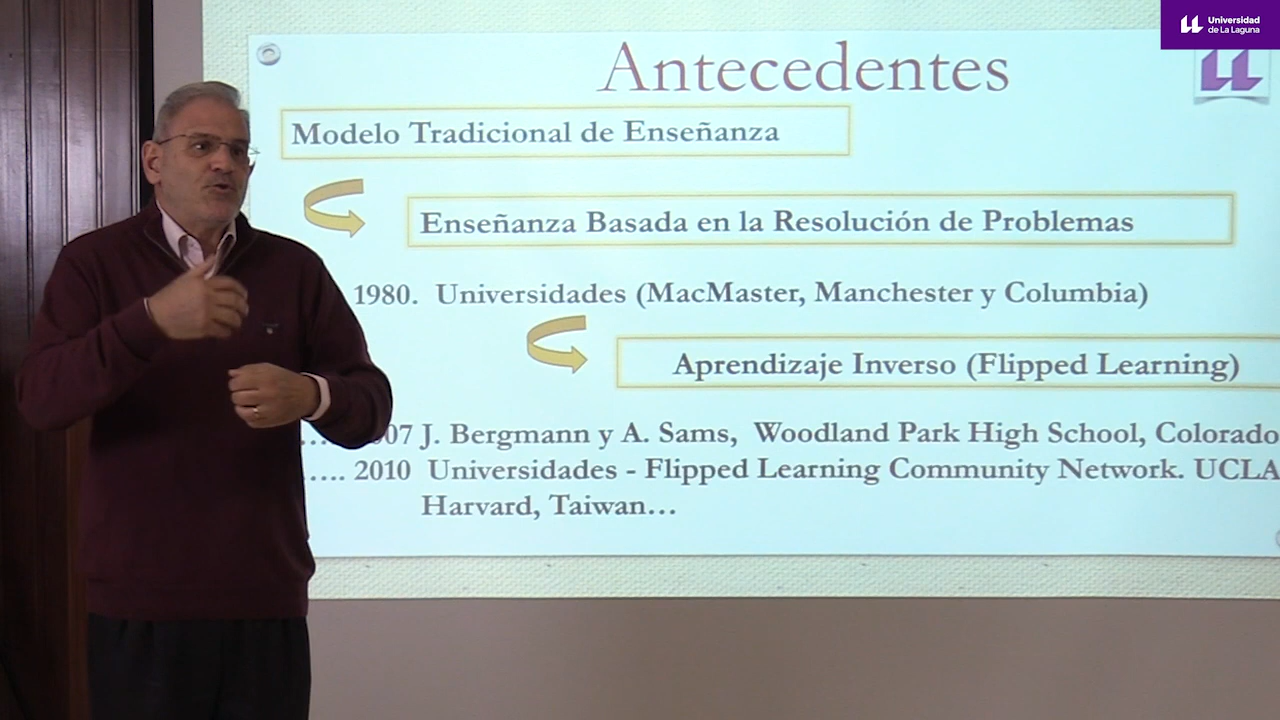 Universidad
de La Laguna
Antecedentes
Modelo Tradicional de Enseñanza
Enseñanza Basada en la Resolución de Problemas
1980. Universidades (MacMaster, Manchester y Columbia)
Aprendizaje Inverso (Flipped Learning)
07 J. Bergmann y A. Sams, Woodland Park High School, Colorado
….. 2010 Universidades - Flipped Learning Community Network. UCLA
Harvard, Taiwan…